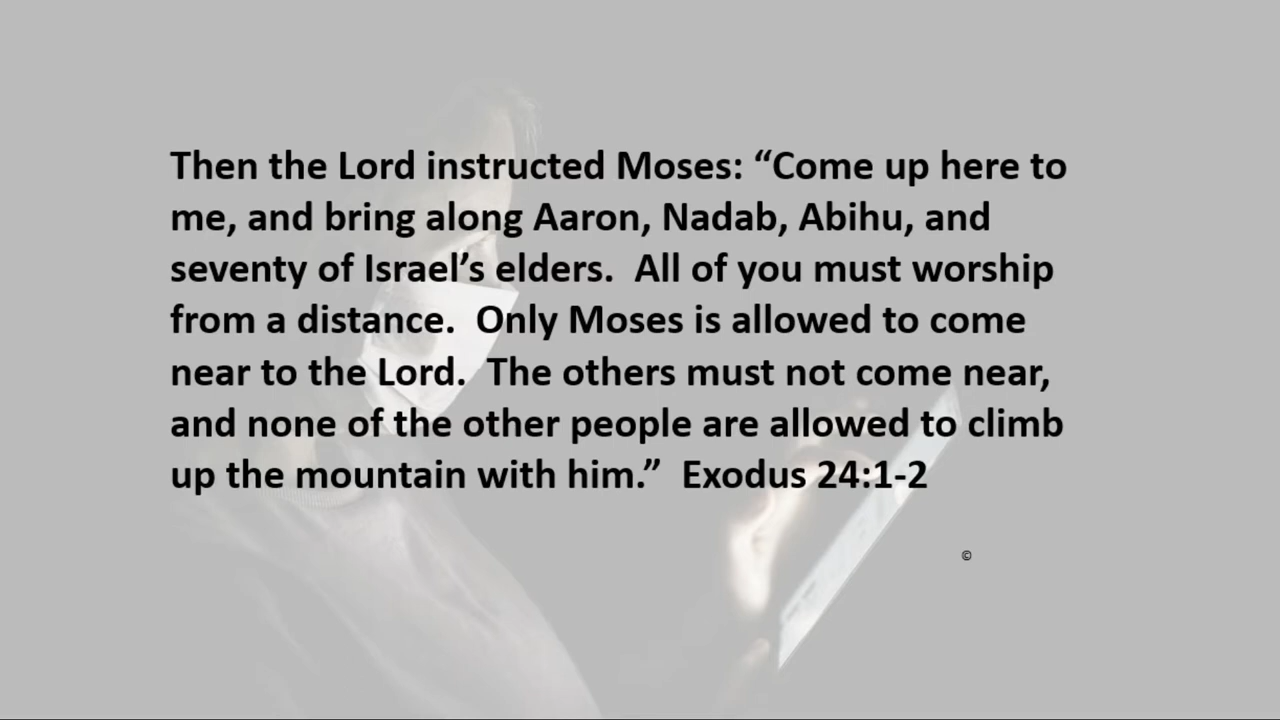 Then the Lord instructed Moses: “Come up here to
me, and bring along Aaron, Nadab, Abihu, and
seventy of Israel’s elders.  All of you must worship
from a distance.  Only Moses is allowed to come
near to the Lord.  The others must not come near,
and none of the other people are allowed to climb
up the mountain with him.”  Exodus 24:1-2
©